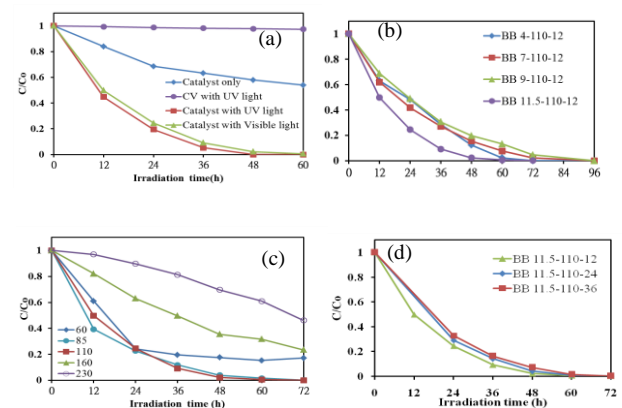 (a)
C/Co
1
0.8
0.6
0.4
0.2
0
Catalyst only
CV with UV light
Catalyst with UV light
Catalyst with Visible light
0 12 24 36 48 60
Irradiation time(h)
(b)
C/Co
1
0.8
0.6
0.4
0.2
0
BB 4-110-12
BB 7-110-12
BB 9-110-12
BB 11.5-110-12
0 12 24 36 48 60 72 84 96
Irradiation time(h)
(c)
C/Co
1
0.8
0.6
0.4
0.2
0
60
85
110
160
230
0 12 24 36 48 60 72
Irradiation time (h)
(d)
C/Co
1
0.8
0.6
0.4
0.2
0
BB 11.5-110-12
BB 11.5-110-24
BB 11.5-110-36
0 12 24 36 48 60 72
Irradiation time(h)